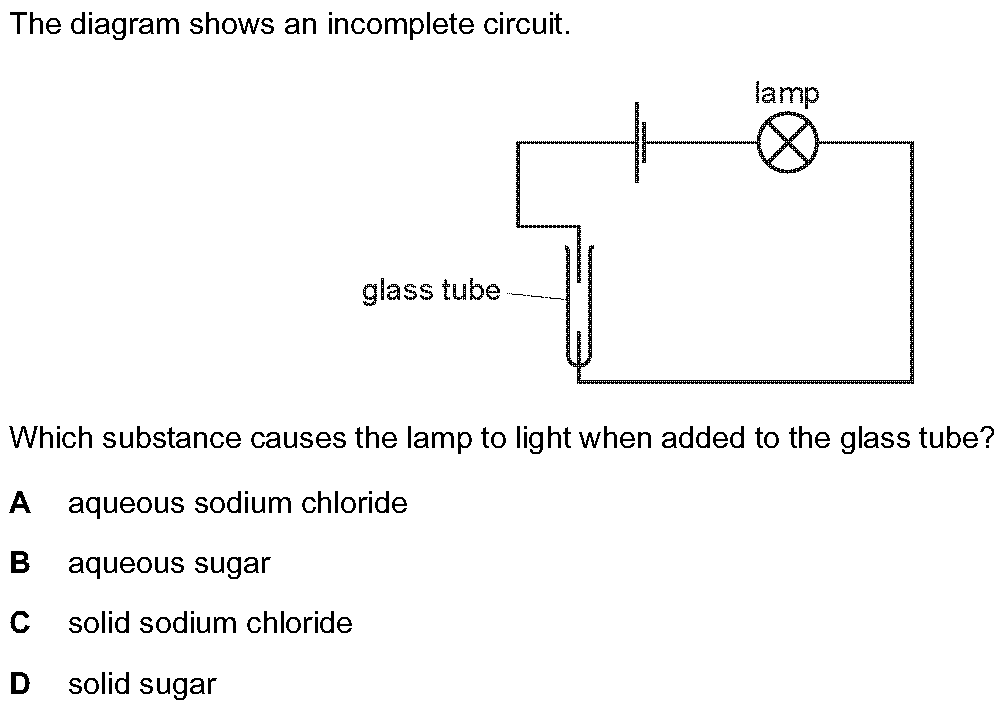 The diagram shows an incomplete circuit.
lamp
glass tube
Which substance causes the lamp to light when added to the glass tube?
A aqueous sodium chloride
B aqueous sugar
C solid sodium chloride
D solid sugar